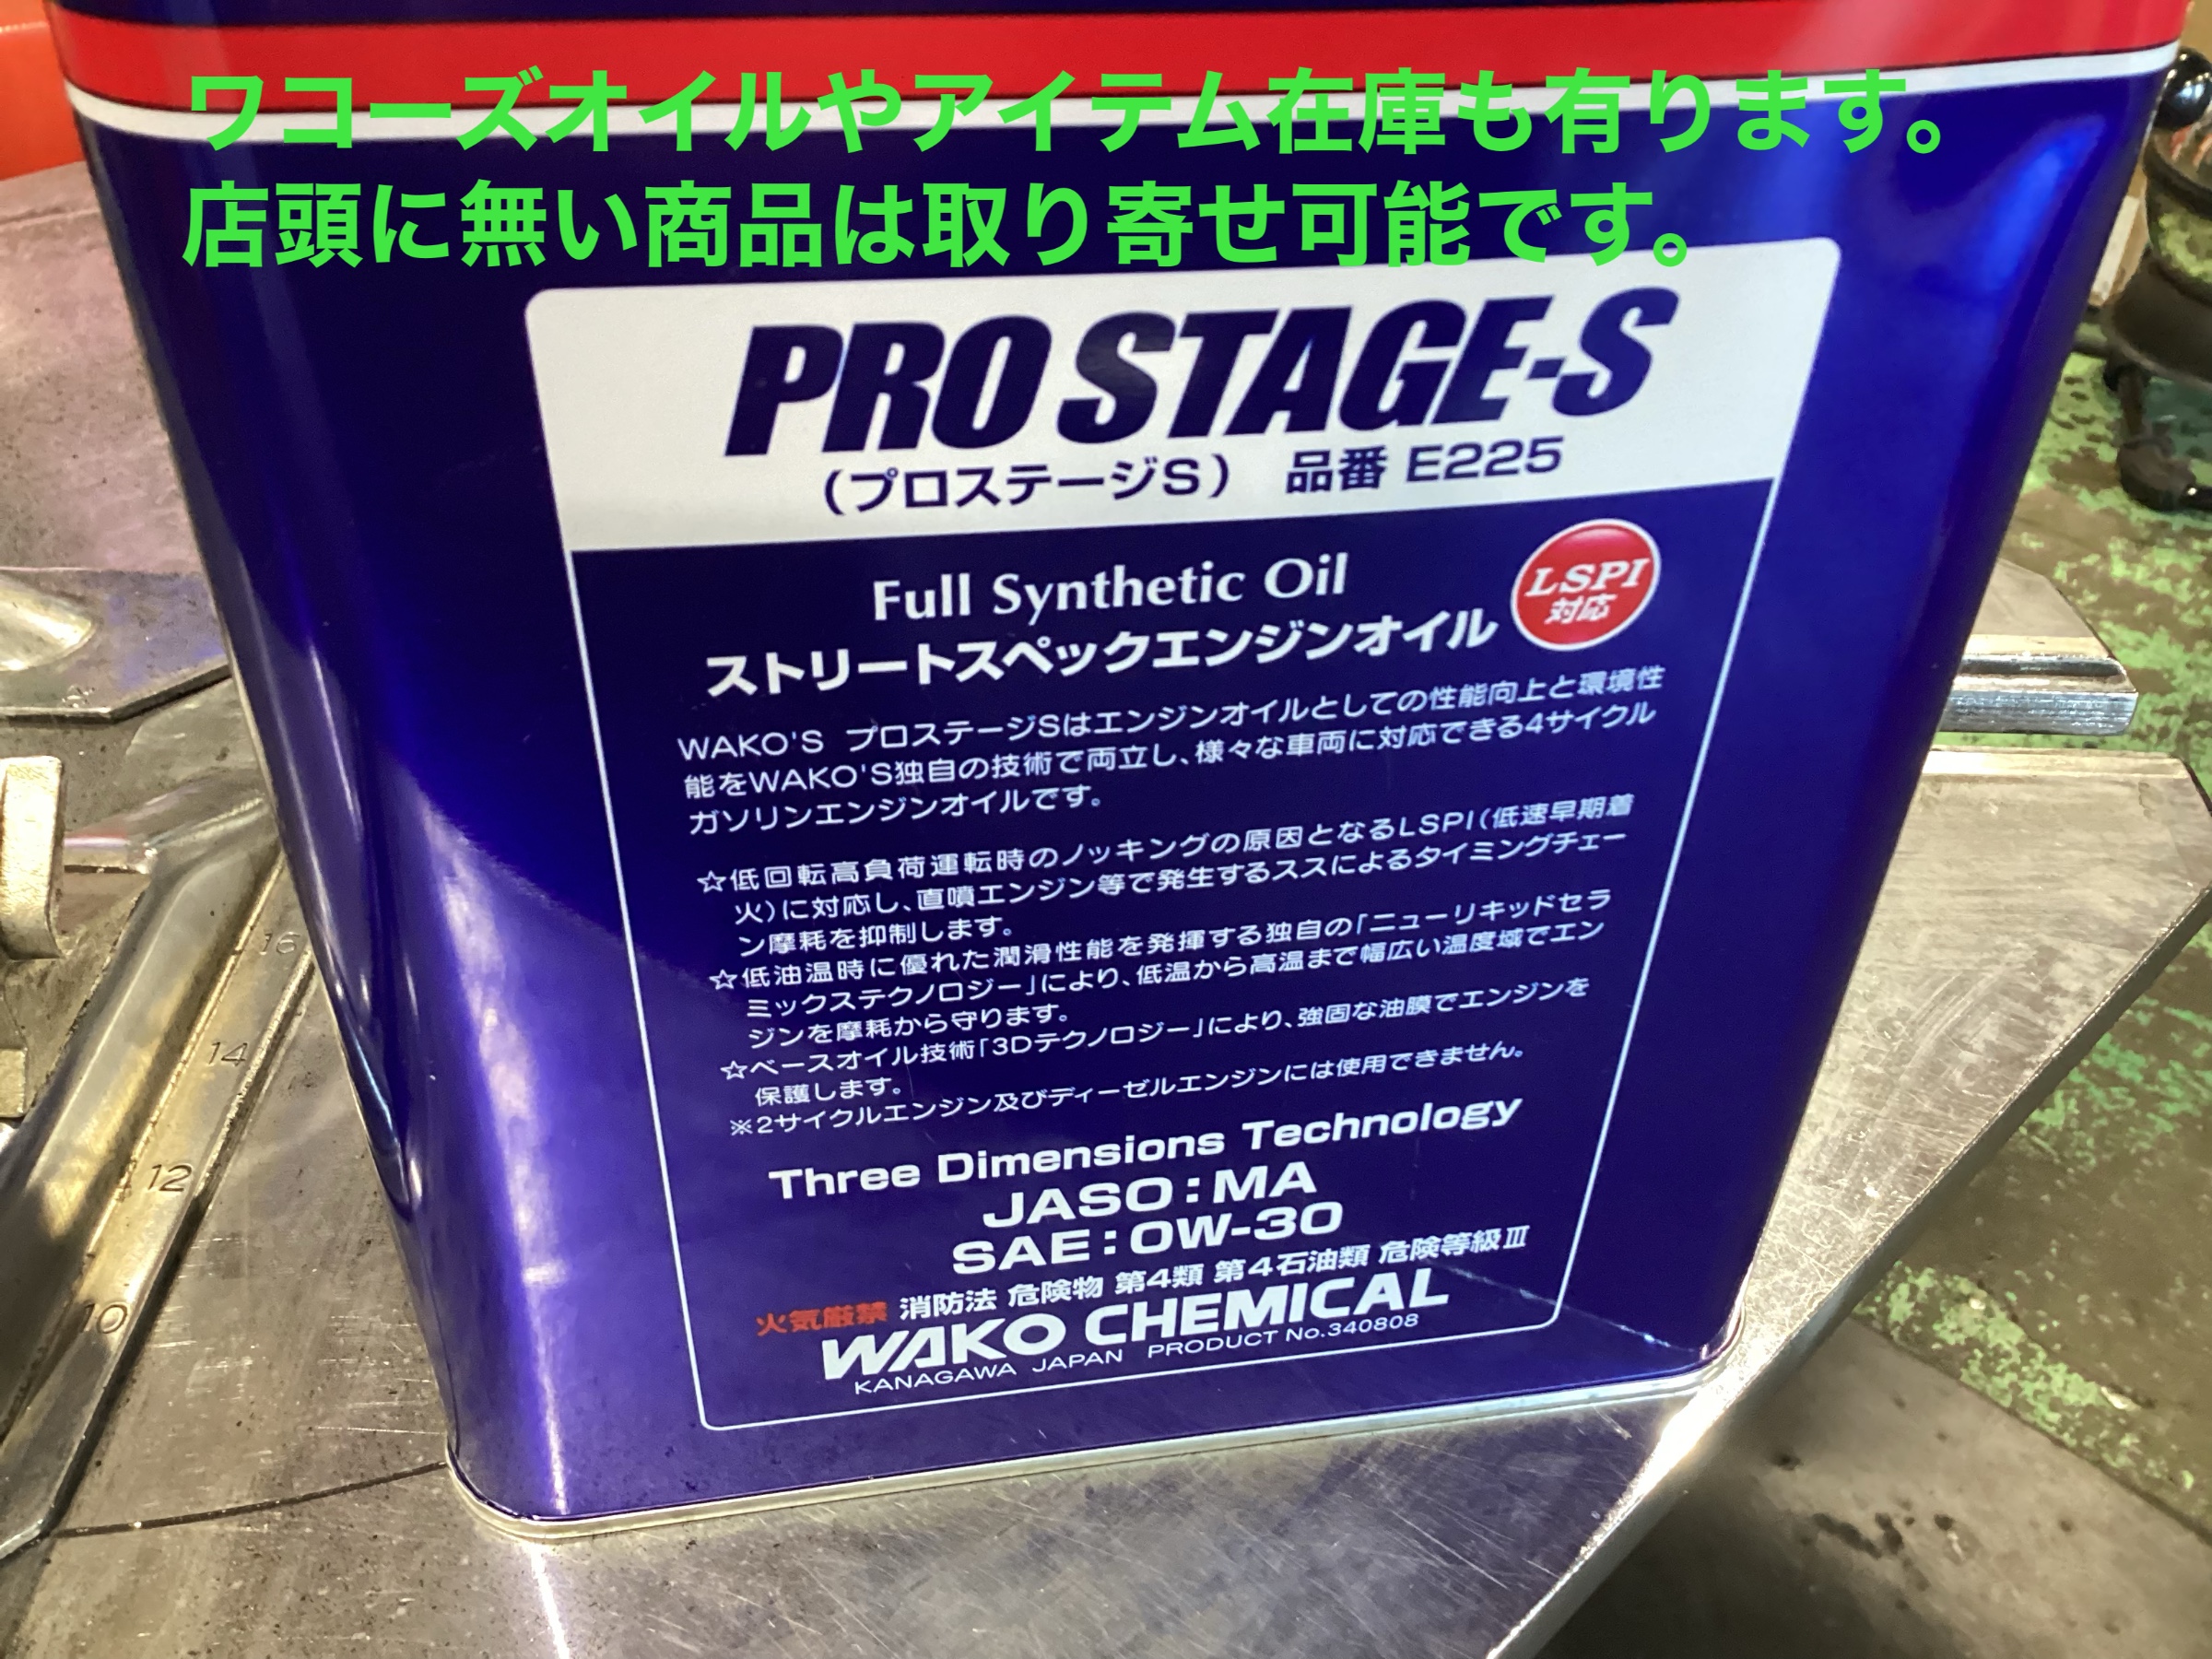 ワコーズオイルやアイテム在庫も有ります。
店頭に無い商品は取り寄せ可能です。
PRO STAGE-S
（プロステージS） 品番 E225
Full Synthetic Oil
ストリートスペックエンジンオイル
LSPI
対応
WAKO'S プロステージSはエンジンオイルとしての性能向上と環境性
能をWAKO'S独自の技術で両立し、様々な車両に対応できる4サイクル
ガソリンエンジンオイルです。
☆低回転高負荷運転時のノッキングの原因となるLSPI（低速早期着
火）に対応し、直噴エンジン等で発生するススによるタイミングチェー
ン摩耗を抑制します。
☆低油温時に優れた潤滑性能を発揮する独自の「ニューリキッドセラ
ミックステクノロジー」により、低温から高温まで幅広い温度域でエン
ジンを摩耗から守ります。
☆ベースオイル技術「3Dテクノロジー」により、強固な油膜でエンジンを
保護します。
※2サイクルエンジン及びディーゼルエンジンには使用できません。
Three Dimensions Technology
JASO：MA
SAE：0W-30
火気厳禁 消防法 危険物 第4類 第4石油類 危険等級Ⅲ
WAKO CHEMICAL
KANAGAWA JAPAN PRODUCT No.340808
16
14
12
10